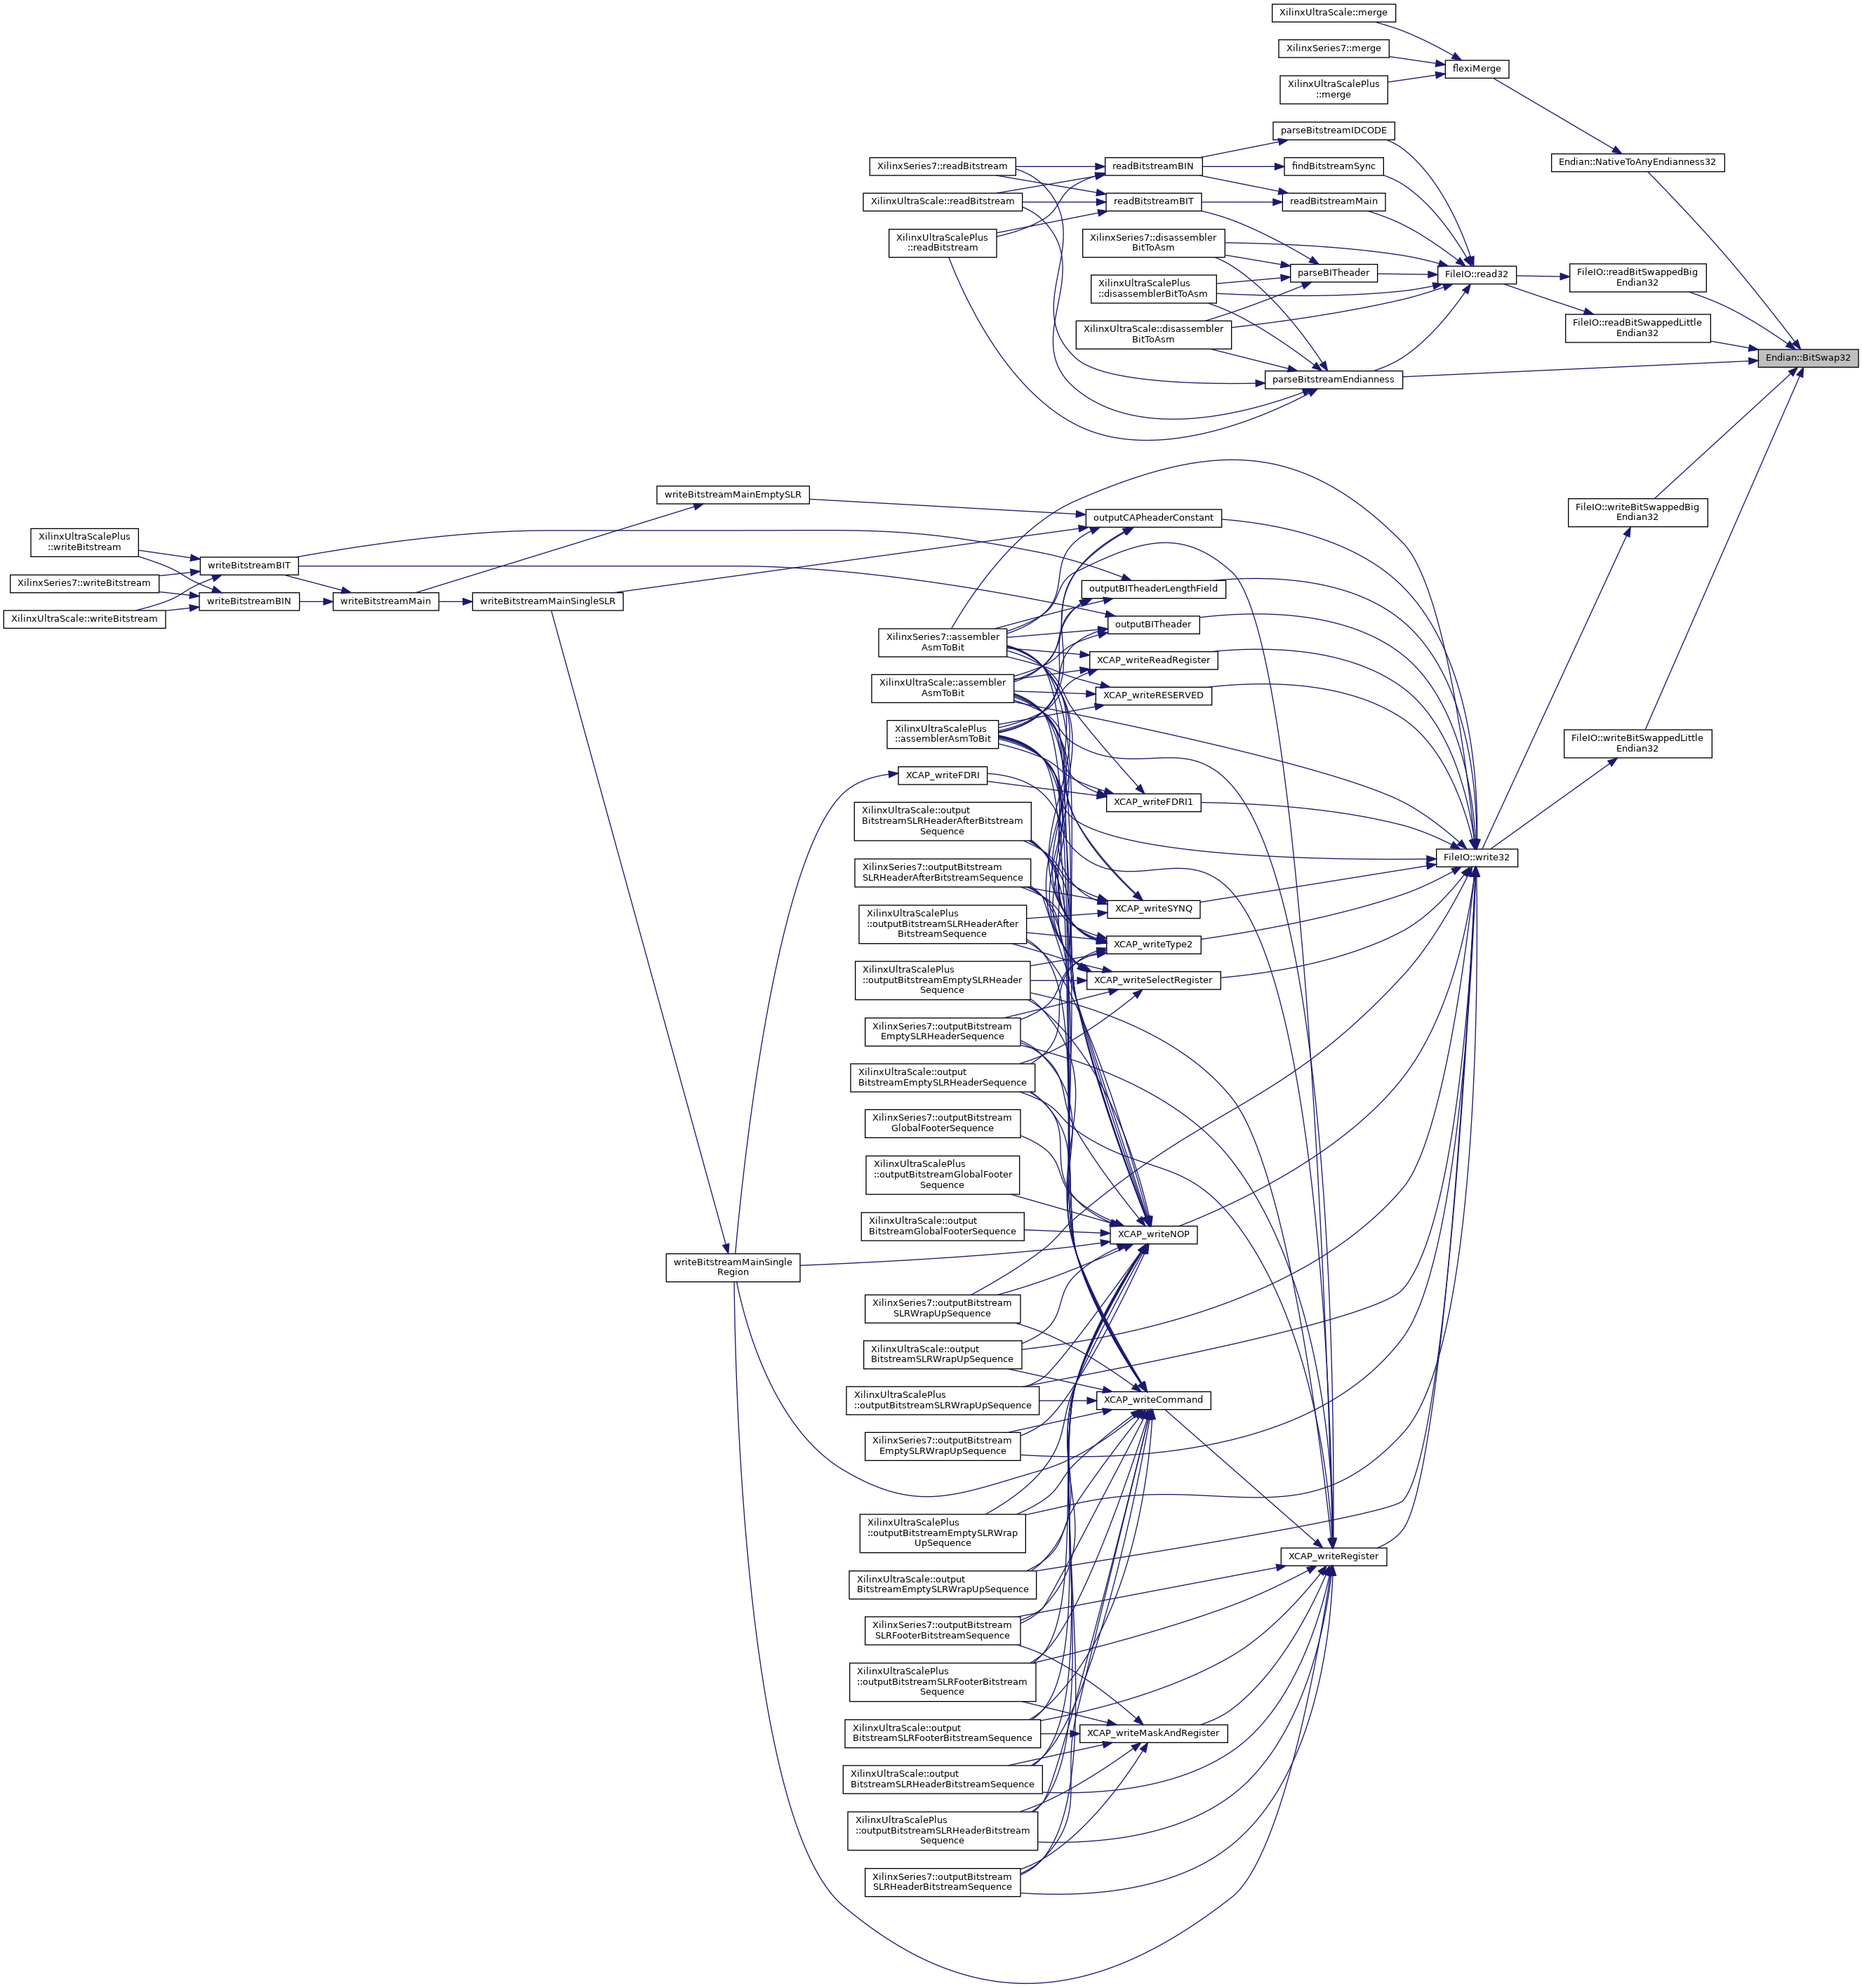 XilinxUltraScale::merge
XilinxSeries7::merge
flexiMerge
XilinxUltraScalePlus
::merge
parseBitstreamIDCODE
Endian::NativeToAnyEndianness32
XilinxSeries7::readBitstream
readBitstreamBIN
findBitstreamSync
XilinxUltraScale::readBitstream
readBitstreamBIT
readBitstreamMain
XilinxUltraScalePlus
::readBitstream
XilinxSeries7::disassembler
BitToAsm
parseBITheader
FileIO::read32
FileIO::readBitSwappedBig
Endian32
XilinxUltraScalePlus
::disassemblerBitToAsm
XilinxUltraScale::disassembler
BitToAsm
FileIO::readBitSwappedLittle
Endian32
Endian::BitSwap32
parseBitstreamEndianness
writeBitstreamMainEmptySLR
outputCAPheaderConstant
FileIO::writeBitSwappedBig
Endian32
XilinxUltraScalePlus
::writeBitstream
writeBitstreamBIT
XilinxSeries7::writeBitstream
outputBITheaderLengthField
writeBitstreamBIN
writeBitstreamMain
writeBitstreamMainSingleSLR
XilinxUltraScale::writeBitstream
outputBITheader
XilinxSeries7::assembler
AsmToBit
XCAP_writeReadRegister
XilinxUltraScale::assembler
AsmToBit
XCAP_writeRESERVED
XilinxUltraScalePlus
::assemblerAsmToBit
FileIO::writeBitSwappedLittle
Endian32
XCAP_writeFDRI
XCAP_writeFDRI1
XilinxUltraScale::output
BitstreamSLRHeaderAfterBitstream
Sequence
FileIO::write32
XilinxSeries7::outputBitstream
SLRHeaderAfterBitstreamSequence
XCAP_writeSYNQ
XilinxUltraScalePlus
::outputBitstreamSLRHeaderAfter
BitstreamSequence
XCAP_writeType2
XilinxUltraScalePlus
::outputBitstreamEmptySLRHeader
Sequence
XCAP_writeSelectRegister
XilinxSeries7::outputBitstream
EmptySLRHeaderSequence
XilinxUltraScale::output
BitstreamEmptySLRHeaderSequence
XilinxSeries7::outputBitstream
GlobalFooterSequence
XilinxUltraScalePlus
::outputBitstreamGlobalFooter
Sequence
XilinxUltraScale::output
BitstreamGlobalFooterSequence
XCAP_writeNOP
writeBitstreamMainSingle
Region
XilinxSeries7::outputBitstream
SLRWrapUpSequence
XilinxUltraScale::output
BitstreamSLRWrapUpSequence
XilinxUltraScalePlus
::outputBitstreamSLRWrapUpSequence
XCAP_writeCommand
XilinxSeries7::outputBitstream
EmptySLRWrapUpSequence
XilinxUltraScalePlus
::outputBitstreamEmptySLRWrap
UpSequence
XCAP_writeRegister
XilinxUltraScale::output
BitstreamEmptySLRWrapUpSequence
XilinxSeries7::outputBitstream
SLRFooterBitstreamSequence
XilinxUltraScalePlus
::outputBitstreamSLRFooterBitstream
Sequence
XilinxUltraScale::output
BitstreamSLRFooterBitstreamSequence
XCAP_writeMaskAndRegister
XilinxUltraScale::output
BitstreamSLRHeaderBitstreamSequence
XilinxUltraScalePlus
::outputBitstreamSLRHeaderBitstream
Sequence
XilinxSeries7::outputBitstream
SLRHeaderBitstreamSequence